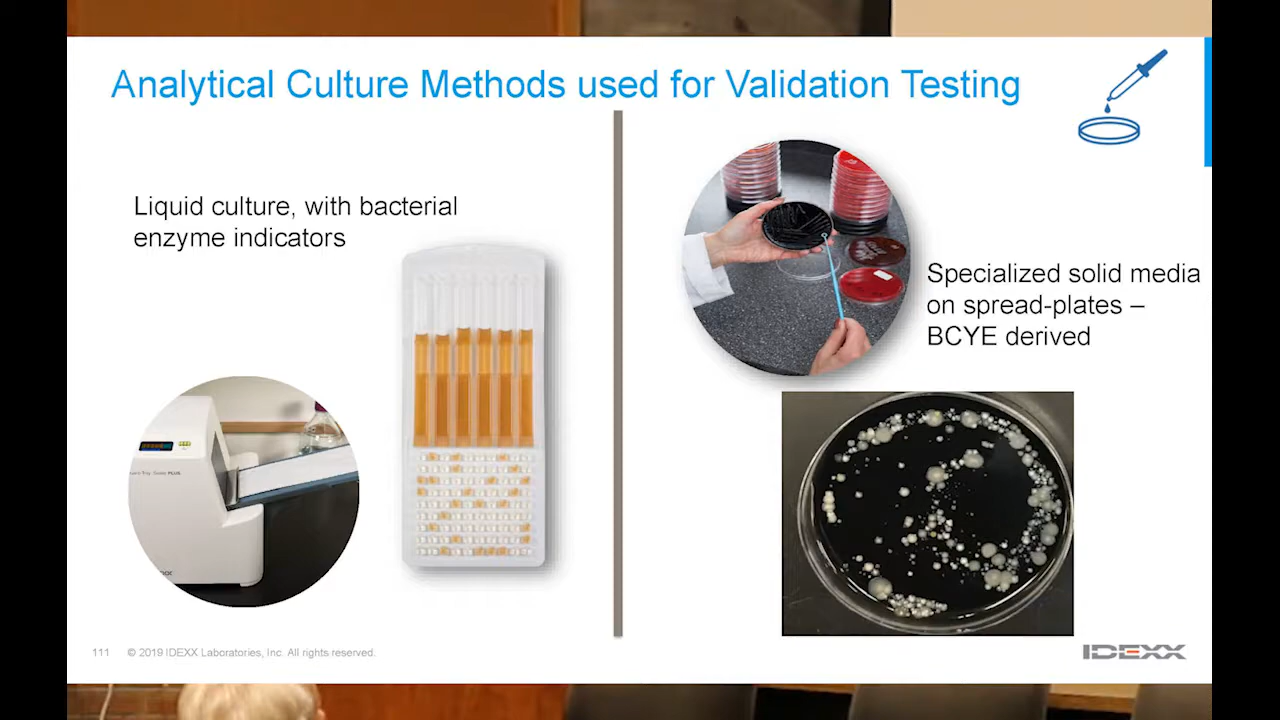 Analytical Culture Methods used for Validation Testing
Liquid culture, with bacterial
enzyme indicators
Specialized solid media
on spread-plates –
BCYE derived
111 © 2019 IDEXX Laboratories, Inc. All rights reserved.
IDEXX